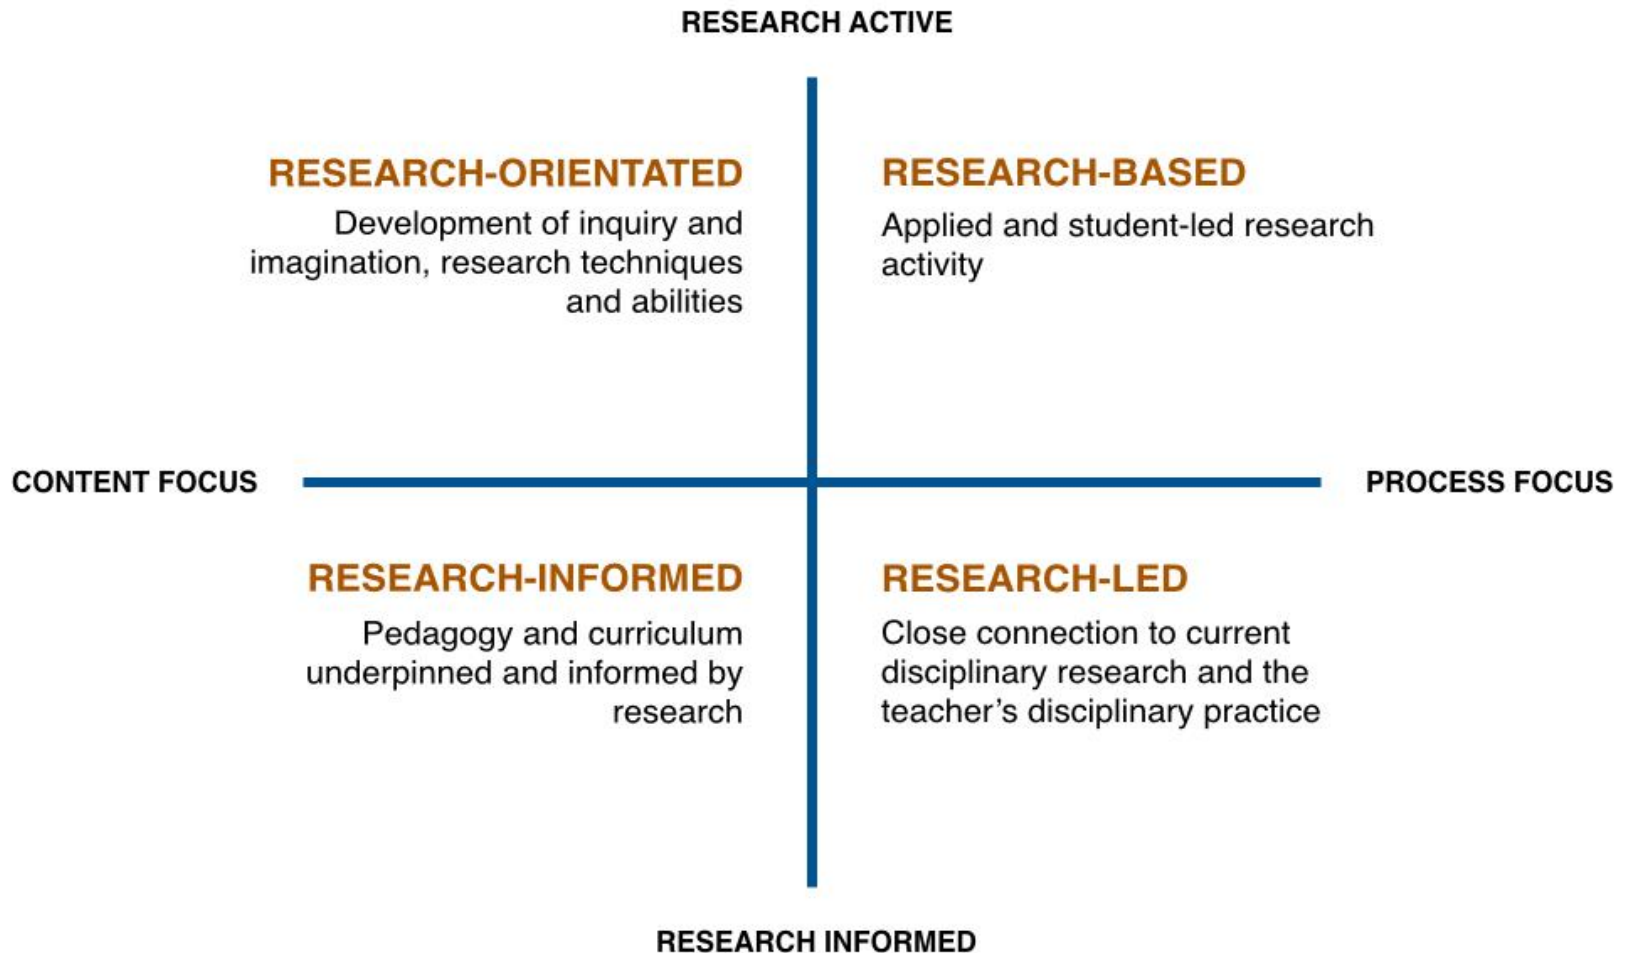 RESEARCH ACTIVE
RESEARCH-ORIENTATED
Development of inquiry and
imagination, research techniques
and abilities
RESEARCH-BASED
Applied and student-led research
activity
CONTENT FOCUS
PROCESS FOCUS
RESEARCH-INFORMED
Pedagogy and curriculum
underpinned and informed by
research
RESEARCH-LED
Close connection to current
disciplinary research and the
teacher’s disciplinary practice
RESEARCH INFORMED